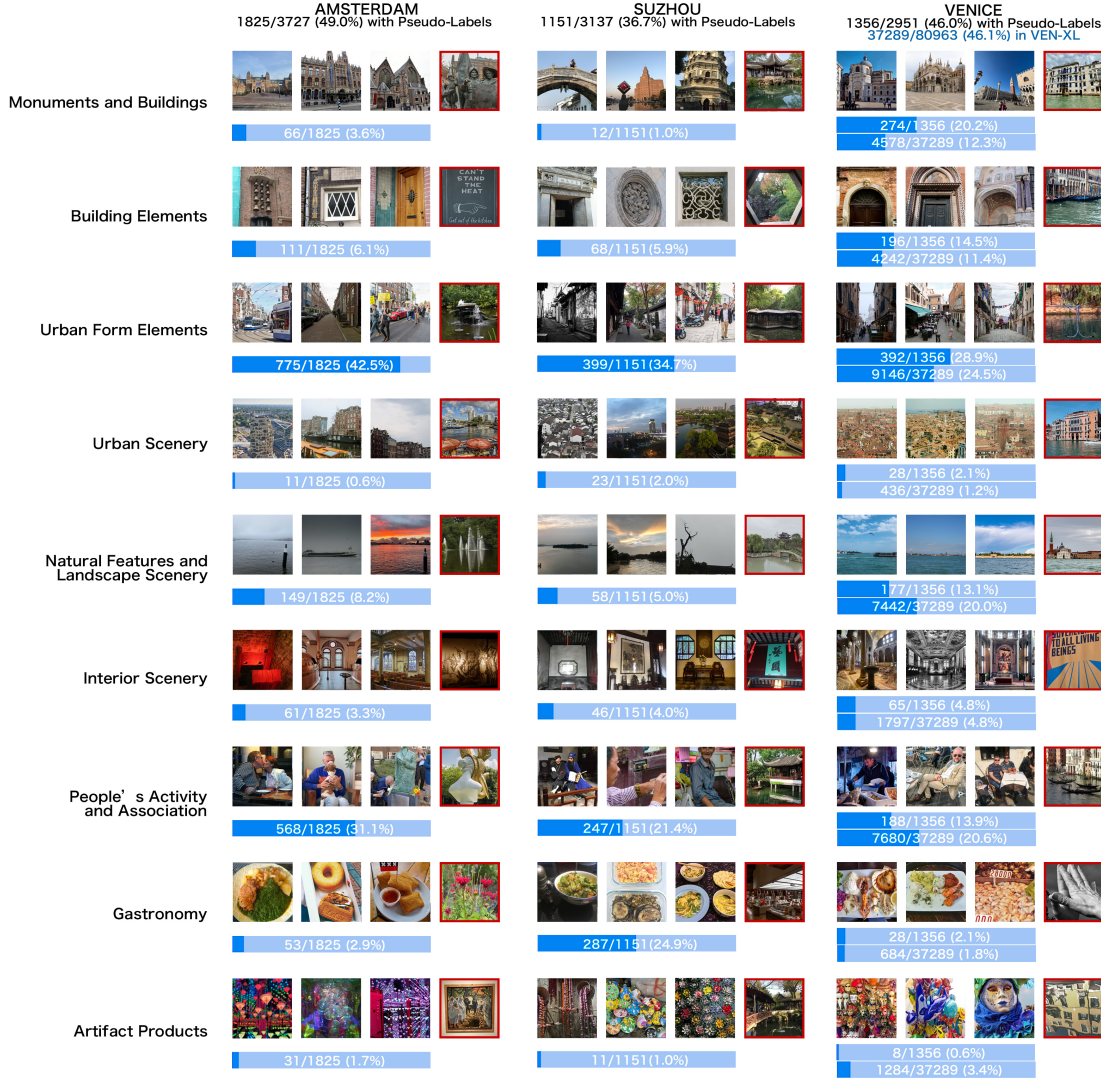 AMSTERDAM
1825/3727 (49.0%) with Pseudo-Labels
SUZHOU
1151/3137 (36.7%) with Pseudo-Labels
VENICE
1356/2951 (46.0%) with Pseudo-Labels
37289/80963 (46.1%) in VEN-XL
Monuments and Buildings
66/1825 (3.6%)
12/1151(1.0%)
274/1356 (20.2%)
4578/37289 (12.3%)
Building Elements
CAN'T
STAND
THE
HEAT
Get out of the kitchen
111/1825 (6.1%)
68/1151(5.9%)
196/1356 (14.5%)
4242/37289 (11.4%)
Urban Form Elements
775/1825 (42.5%)
399/1151(34.7%)
392/1356 (28.9%)
9146/37289 (24.5%)
Urban Scenery
11/1825 (0.6%)
23/1151(2.0%)
28/1356 (2.1%)
436/37289 (1.2%)
Natural Features and
Landscape Scenery
149/1825 (8.2%)
58/1151(5.0%)
177/1356 (13.1%)
7442/37289 (20.0%)
Interior Scenery
TO ALL LIVING
BEINGS
61/1825 (3.3%)
46/1151(4.0%)
65/1356 (4.8%)
1797/37289 (4.8%)
People’s Activity
and Association
568/1825 (31.1%)
247/1151(21.4%)
188/1356 (13.9%)
7680/37289 (20.6%)
Gastronomy
53/1825 (2.9%)
287/1151(24.9%)
28/1356 (2.1%)
684/37289 (1.8%)
Artifact Products
31/1825 (1.7%)
11/1151(1.0%)
8/1356 (0.6%)
1284/37289 (3.4%)